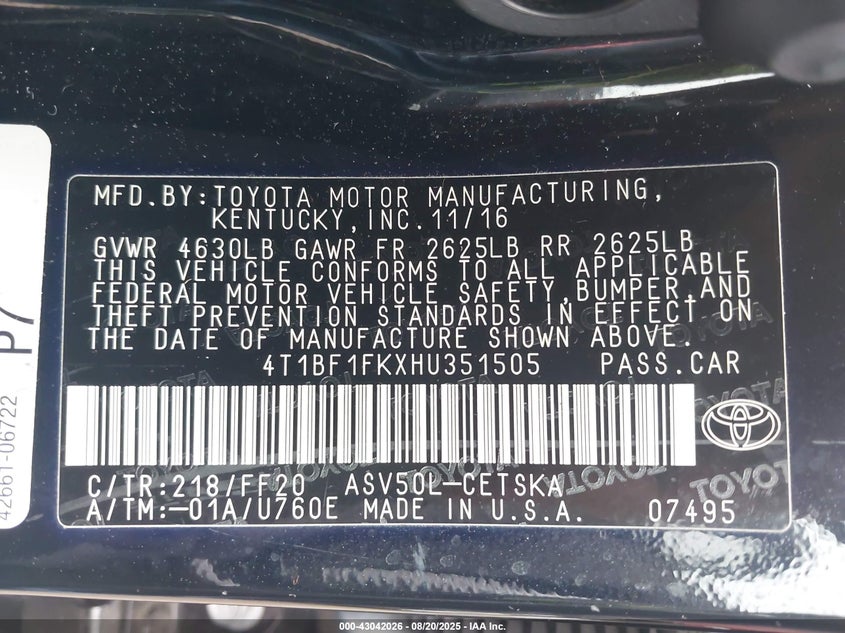 MFD.BY:TOYOTA MOTOR MANUFACTURING,
KENTUCKY,INC.11/16
GVWR 4630LB GAWR FR 2625LB RR 2625LB
THIS VEHICLE CONFORMS TO ALL APPLICABLE
FEDERAL MOTOR VEHICLE SAFETY,BUMPER,AND
THEFT PREVENTION STANDARDS IN EFFECT ON
THE DATE OF MANUFACTURE SHOWN ABOVE.
4T1BF1FKXHU351505 PASS.CAR
C/TR:218/FF20 ASV50L-CETSKA
A/TM:-01A/U760E MADE IN U.S.A. 07495
TOYOTA
P7
42661-06722
000-43042026 - 08/20/2025 - IAA Inc.